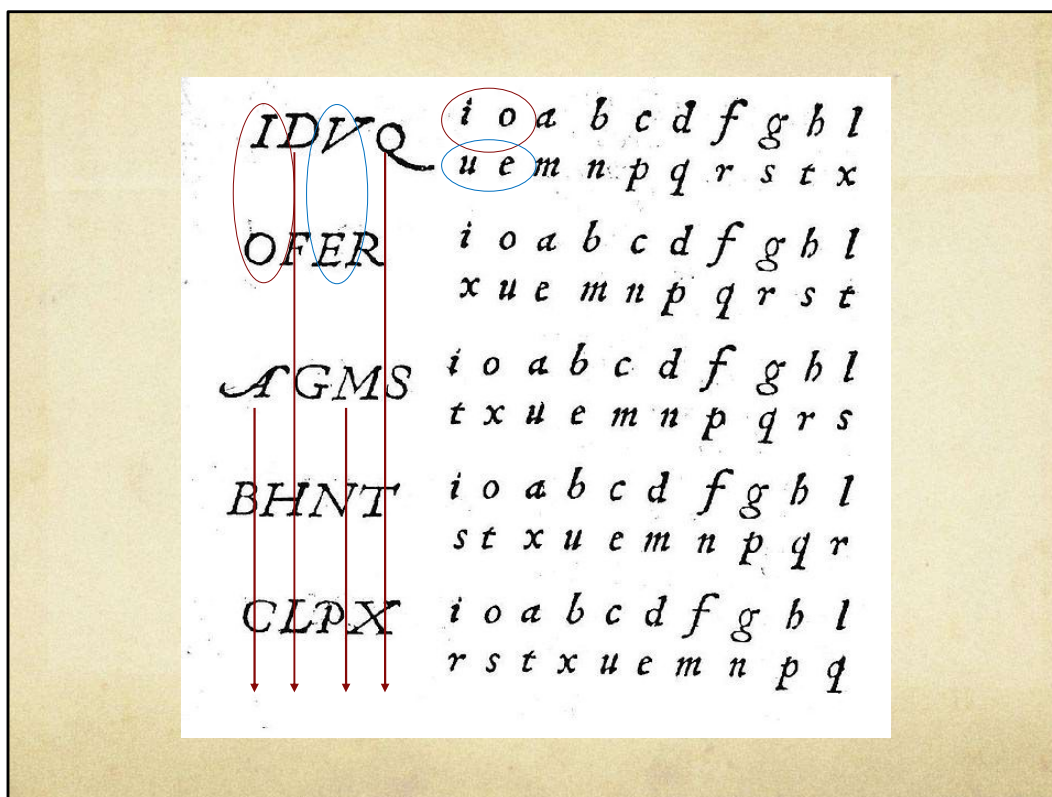 IDVQ i o a b c d f g h l
u e m n p q r s t x
OFER i o a b c d f g h l
x u e m n p q r s t
AGMS i o a b c d f g h l
t x u e m n p q r s
BHNT i o a b c d f g h l
s t x u e m n p q r
CLPX i o a b c d f g h l
r s t x u e m n p q